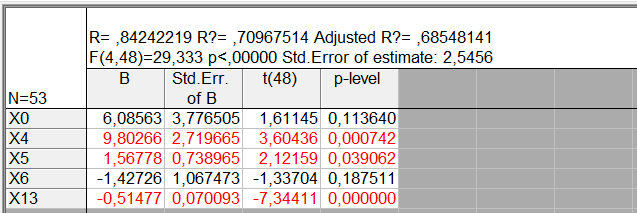 R= ,84242219 R?= ,70967514 Adjusted R?= ,68548141
F(4,48)=29,333 p<,00000 Std.Error of estimate: 2,5456
N=53 B Std.Err. of B t(48) p-level
X0 6,08563 3,776505 1,61145 0,113640
X4 9,80266 2,719665 3,60436 0,000742
X5 1,56778 0,738965 2,12159 0,039062
X6 -1,42726 1,067473 -1,33704 0,187511
X13 -0,51477 0,070093 -7,34411 0,000000